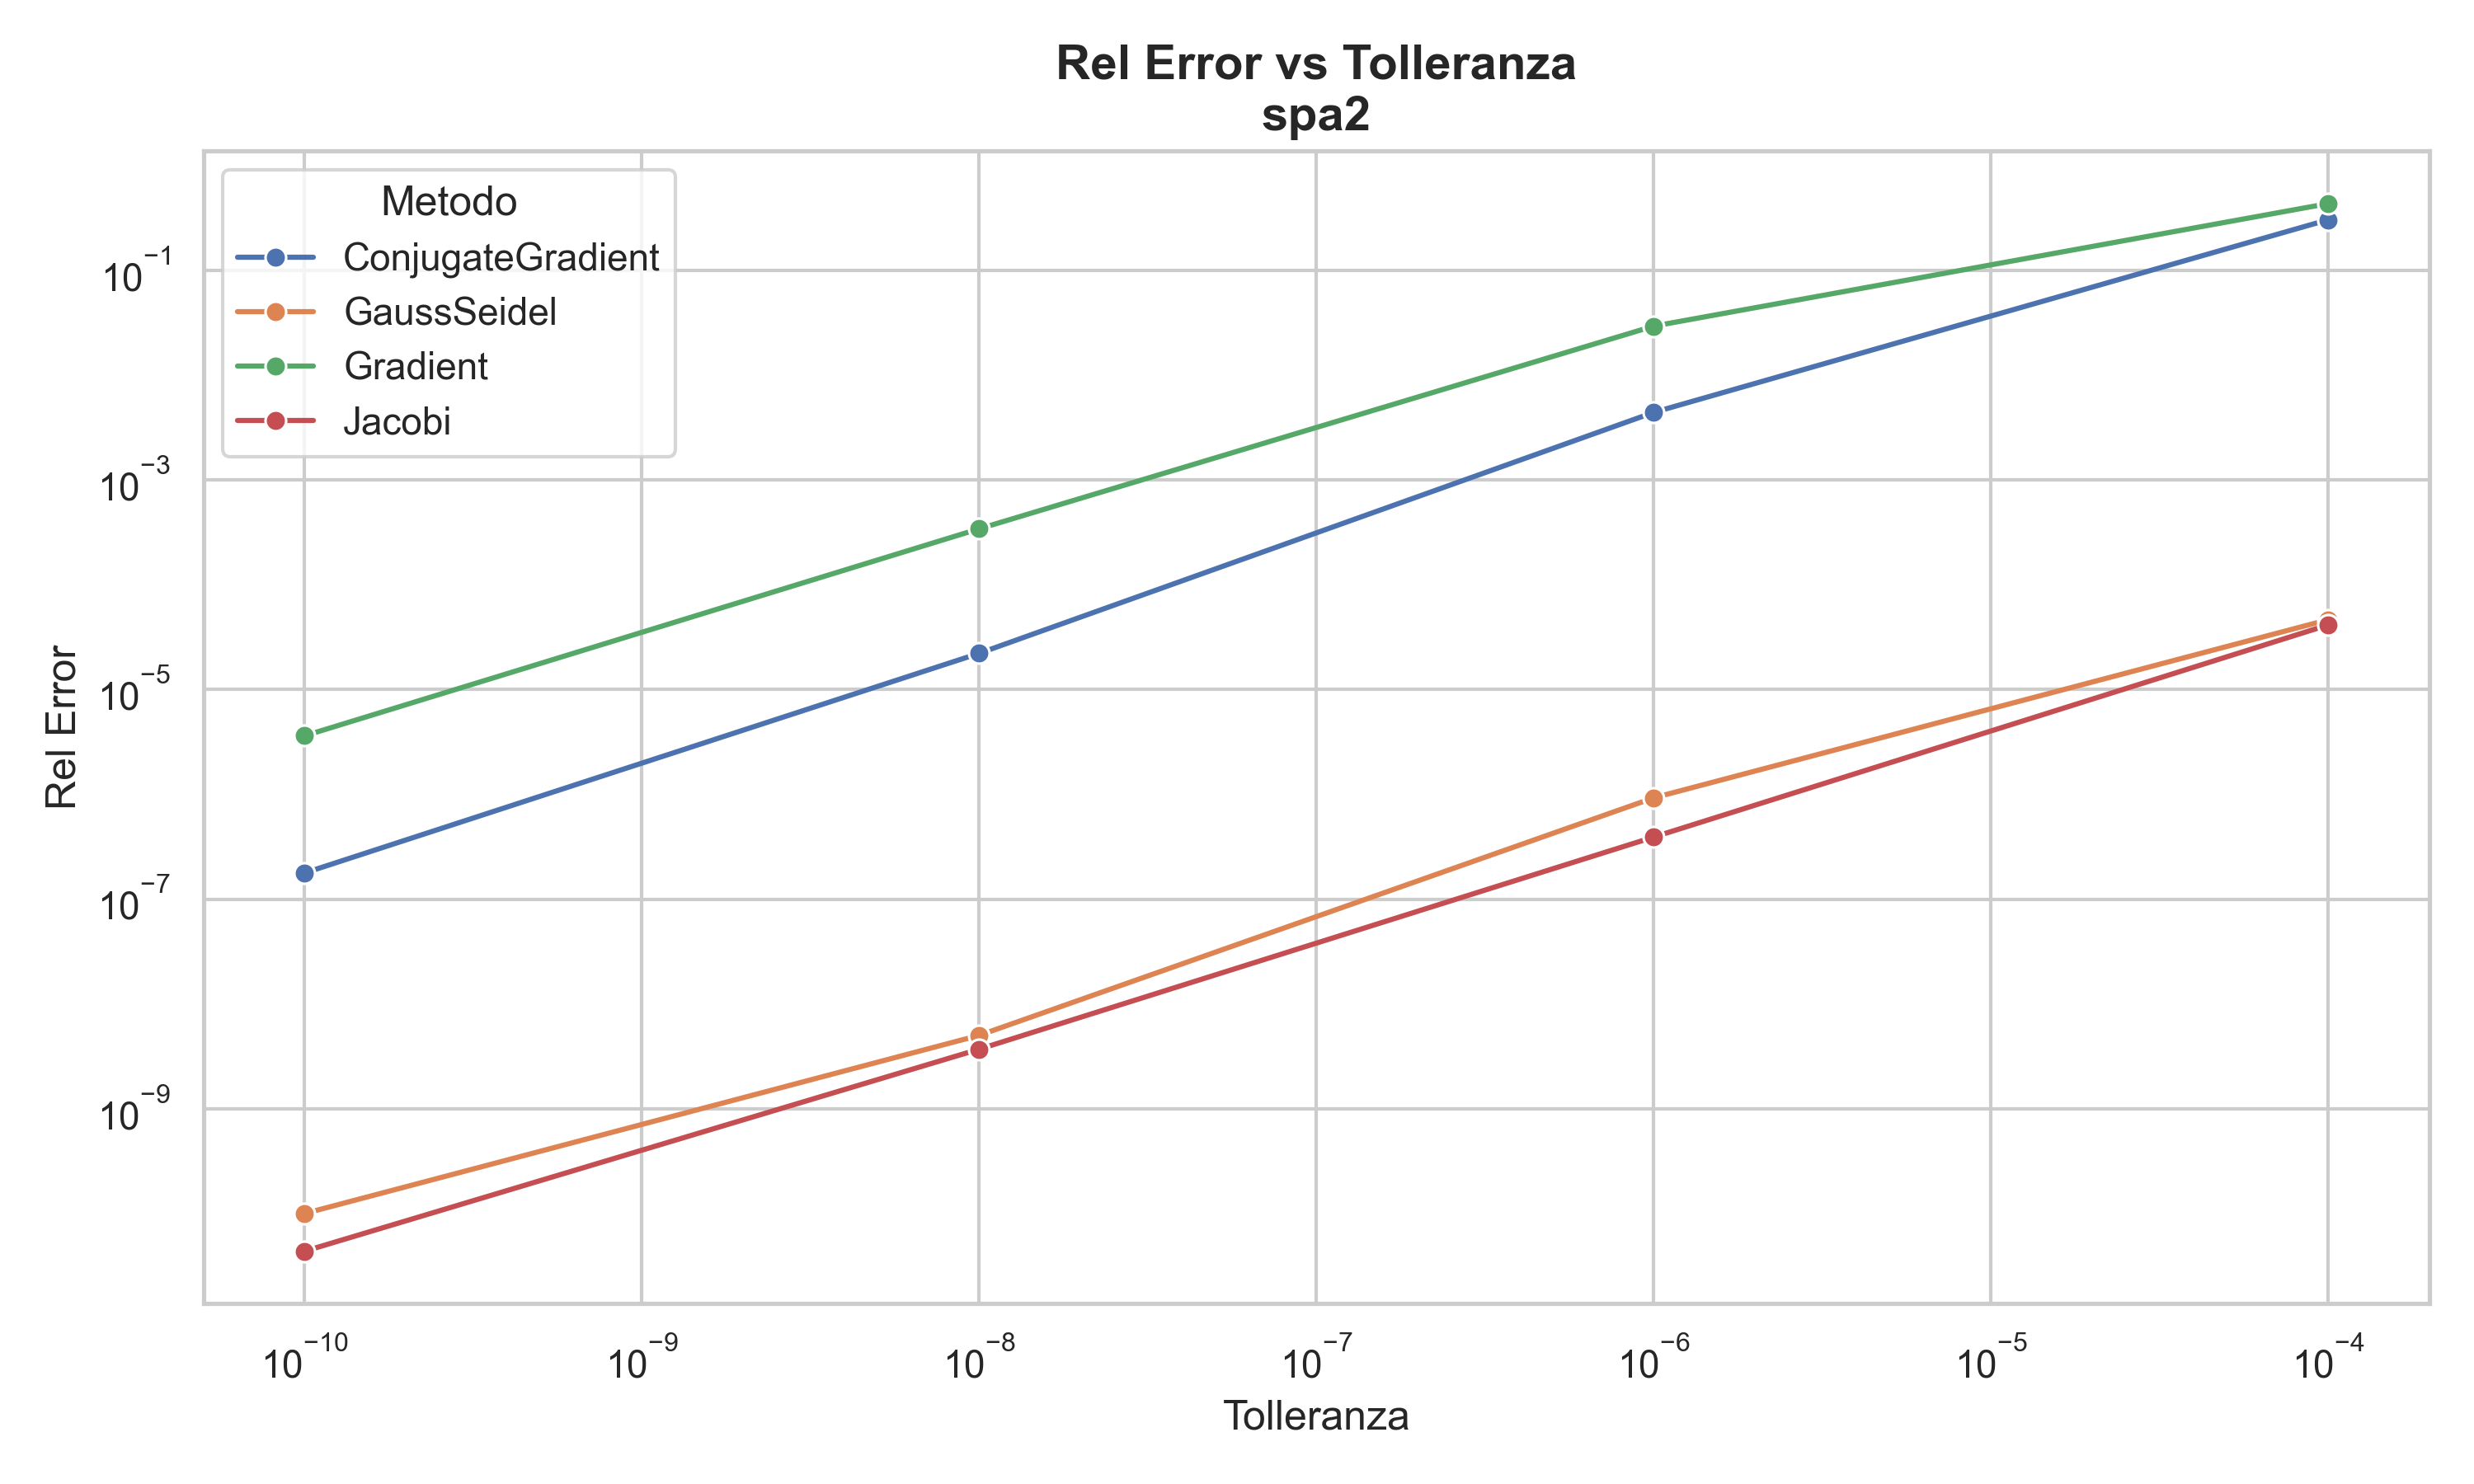 Rel Error vs Tolleranza
spa2
Metodo
ConjugateGradient
GaussSeidel
Gradient
Jacobi
Rel Error
10⁻¹
10⁻³
10⁻⁵
10⁻⁷
10⁻⁹
10⁻¹⁰ 10⁻⁹ 10⁻⁸ 10⁻⁷ 10⁻⁶ 10⁻⁵ 10⁻⁴
Tolleranza